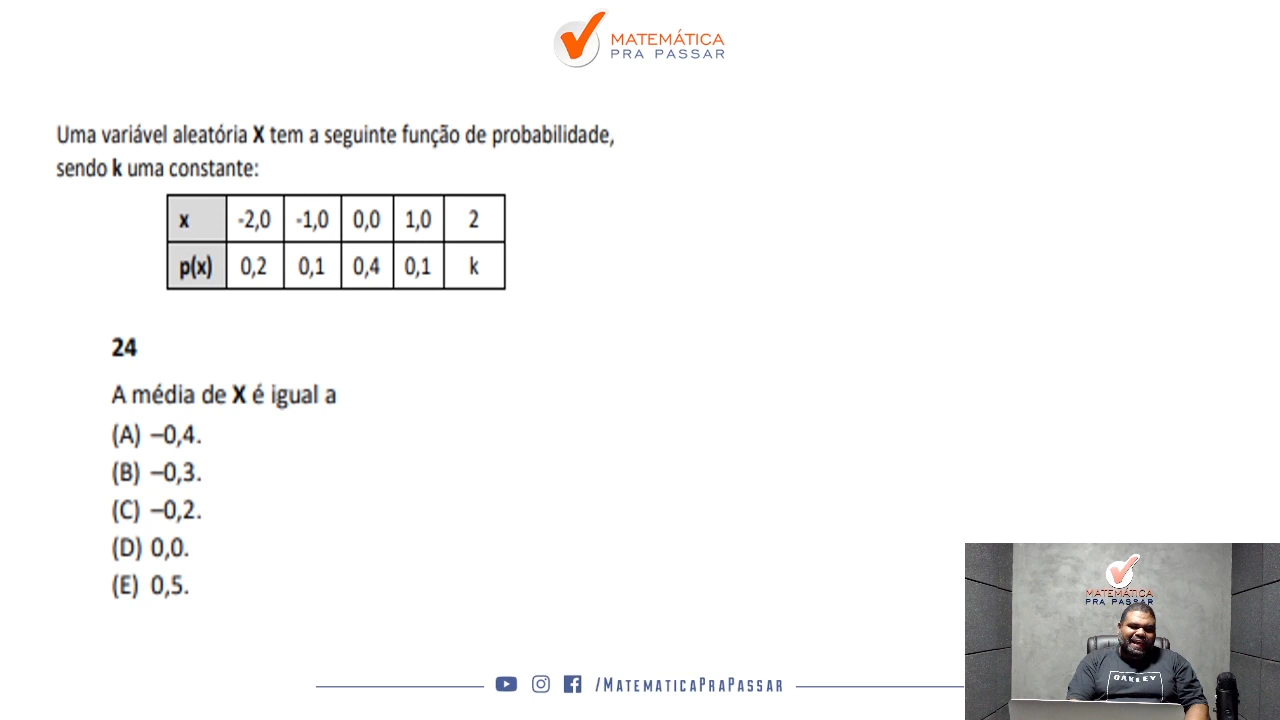 MATEMÁTICA
PRA PASSAR
Uma variável aleatória X tem a seguinte função de probabilidade,
sendo k uma constante:
x -2,0 -1,0 0,0 1,0 2
p(x) 0,2 0,1 0,4 0,1 k
24
A média de X é igual a
(A) –0,4.
(B) –0,3.
(C) –0,2.
(D) 0,0.
(E) 0,5.
MATEMÁTICA
PRA PASSAR
OAKLEY
/MATEMATICAPRAPASSAR